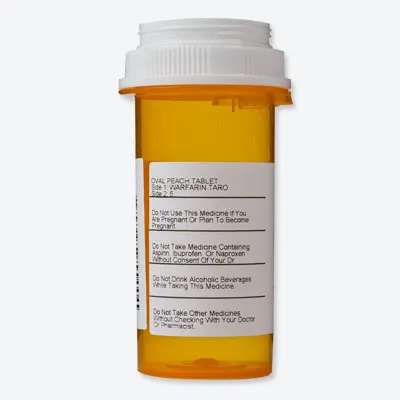 OVAL PEACH TABLET
Side 1: WARFARIN TARO
Side 2: 5
Do Not Use This Medicine If You
Are Pregnant Or Plan To Become
Pregnant
Do Not Take Medicine Containing
Aspirin, Ibuprofen, Or Naproxen
Without Consent Of Your Dr.
Do Not Drink Alcoholic Beverages
While Taking This Medicine
Do Not Take Other Medicines
Without Checking With Your Doctor
Or Pharmacist.